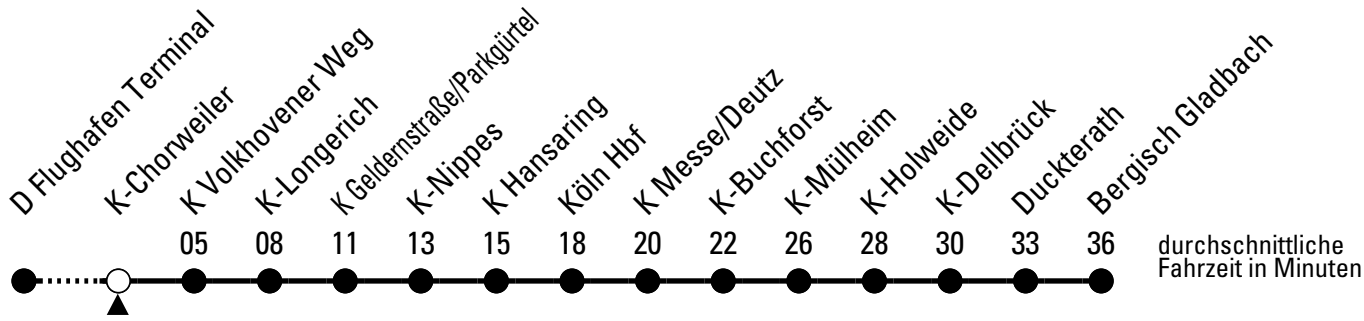 D Flughafen Terminal
K-Chorweiler
K Volkhovener Weg
K-Longerich
K Geldernstraße/Parkgürtel
K-Nippes
K Hansaring
Köln Hbf
K Messe/Deutz
K-Buchforst
K-Mülheim
K-Holweide
K-Dellbrück
Duckterath
Bergisch Gladbach
05 08 11 13 15 18 20 22 26 28 30 33 36
durchschnittliche
Fahrzeit in Minuten